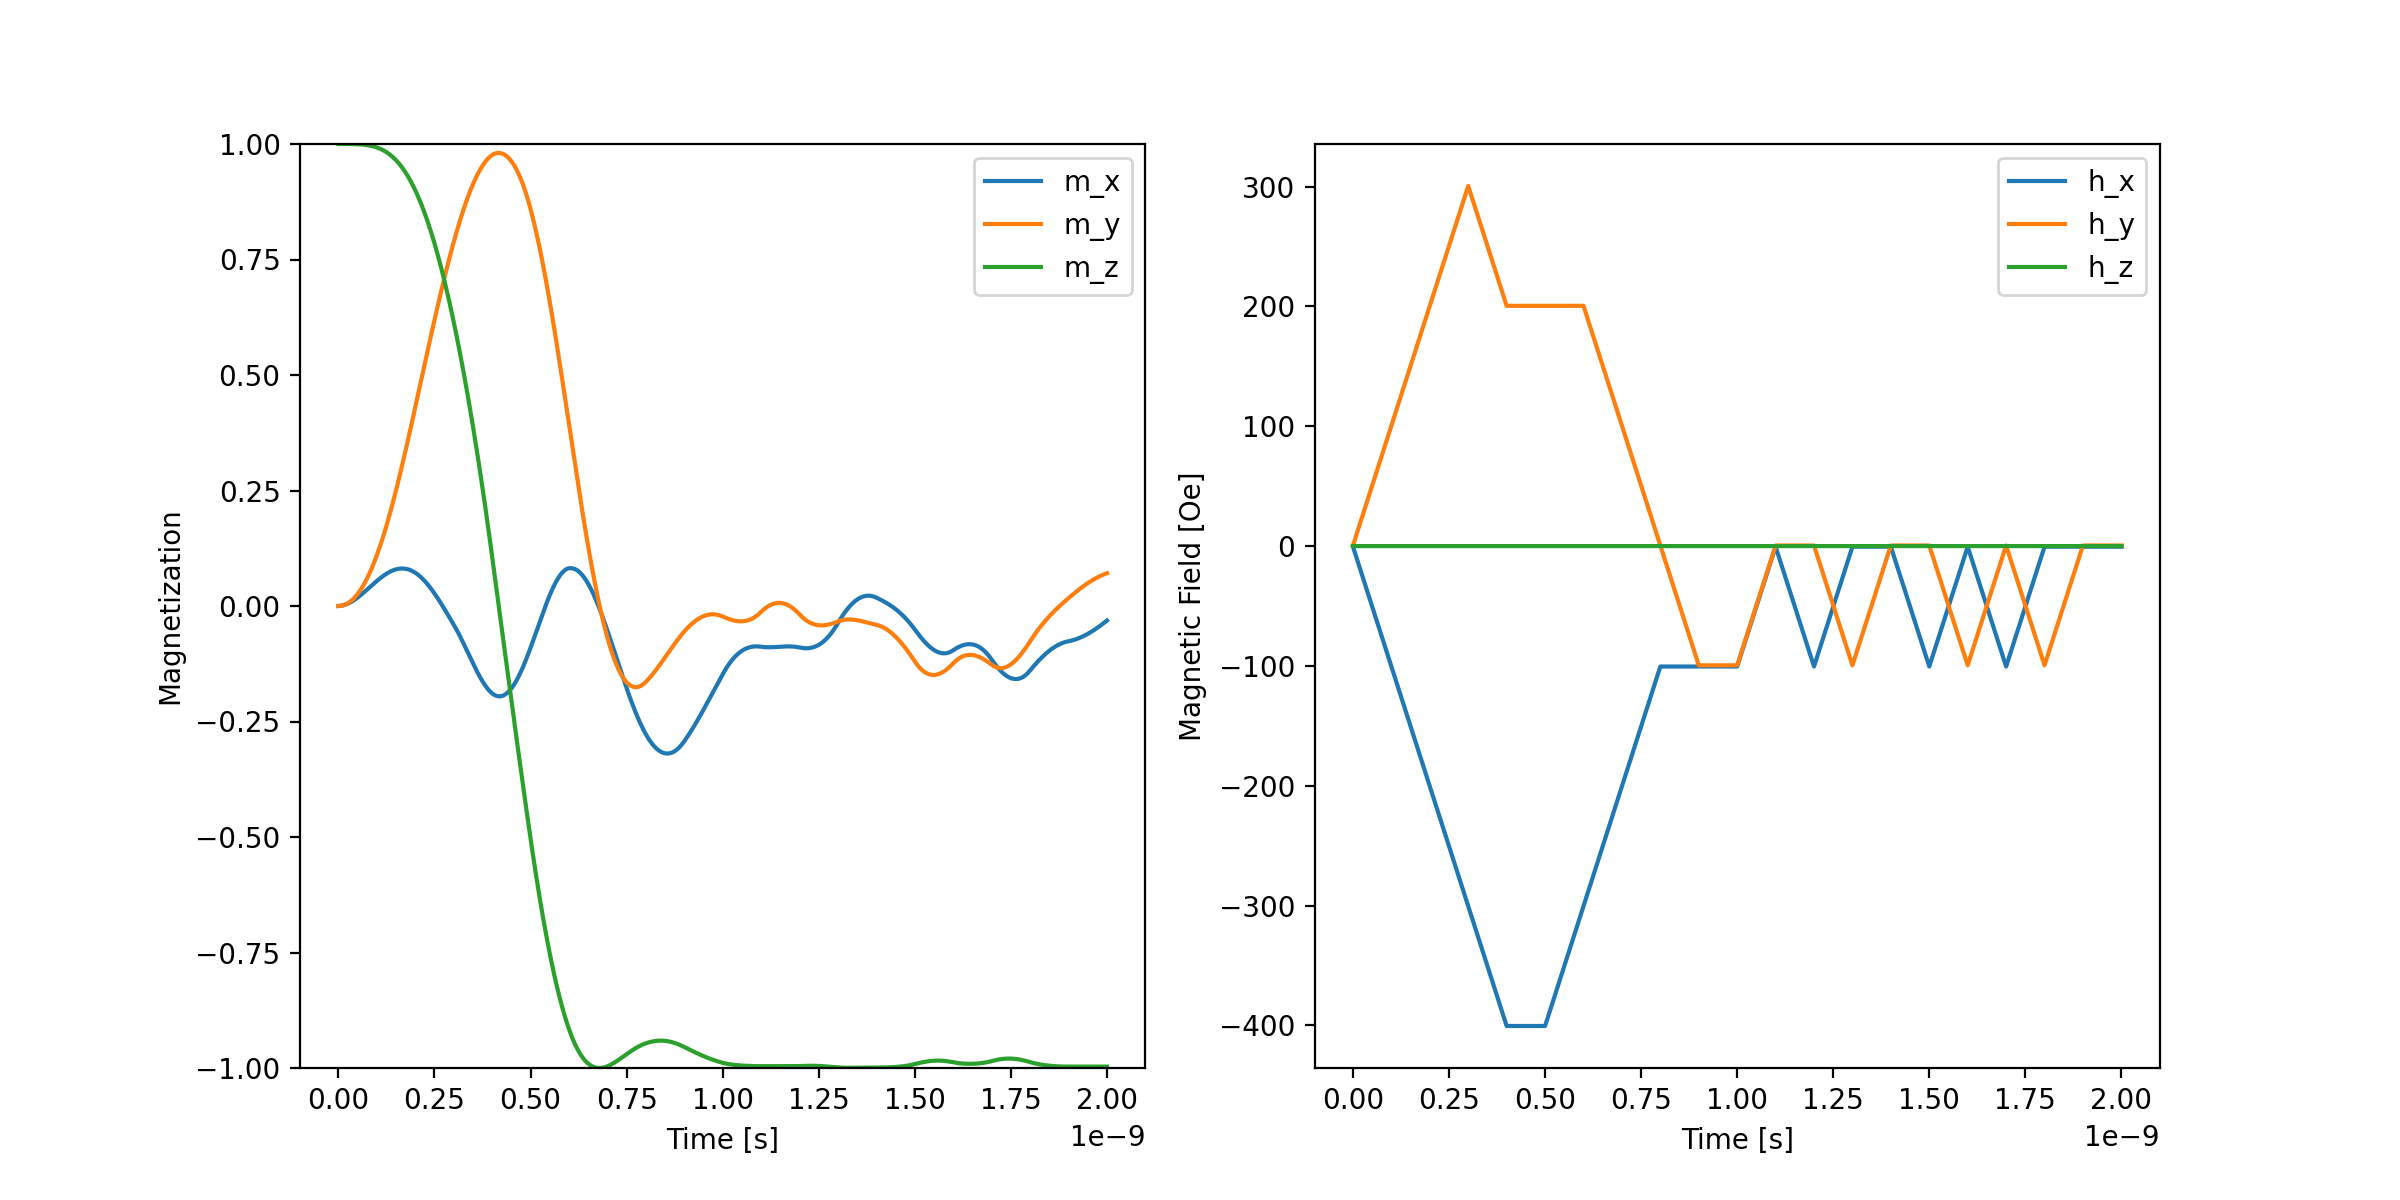 1.00
0.75
0.50
0.25
0.00
−0.25
−0.50
−0.75
−1.00
Magnetization
m_x
m_y
m_z
0.00 0.25 0.50 0.75 1.00 1.25 1.50 1.75 2.00
Time [s]
1e−9
300
200
100
0
−100
−200
−300
−400
Magnetic Field [Oe]
h_x
h_y
h_z
0.00 0.25 0.50 0.75 1.00 1.25 1.50 1.75 2.00
Time [s]
1e−9